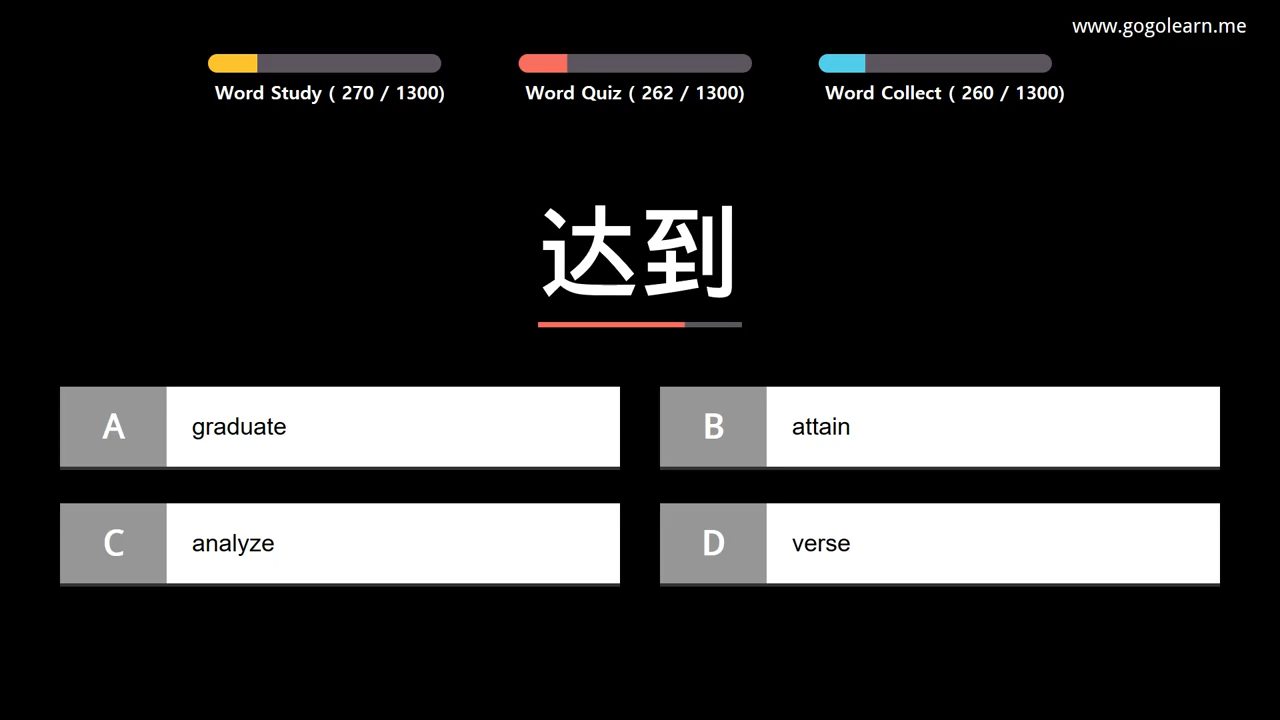 www.gogolearn.me
Word Study ( 270 / 1300)
Word Quiz ( 262 / 1300)
Word Collect ( 260 / 1300)
达到
A graduate
B attain
C analyze
D verse